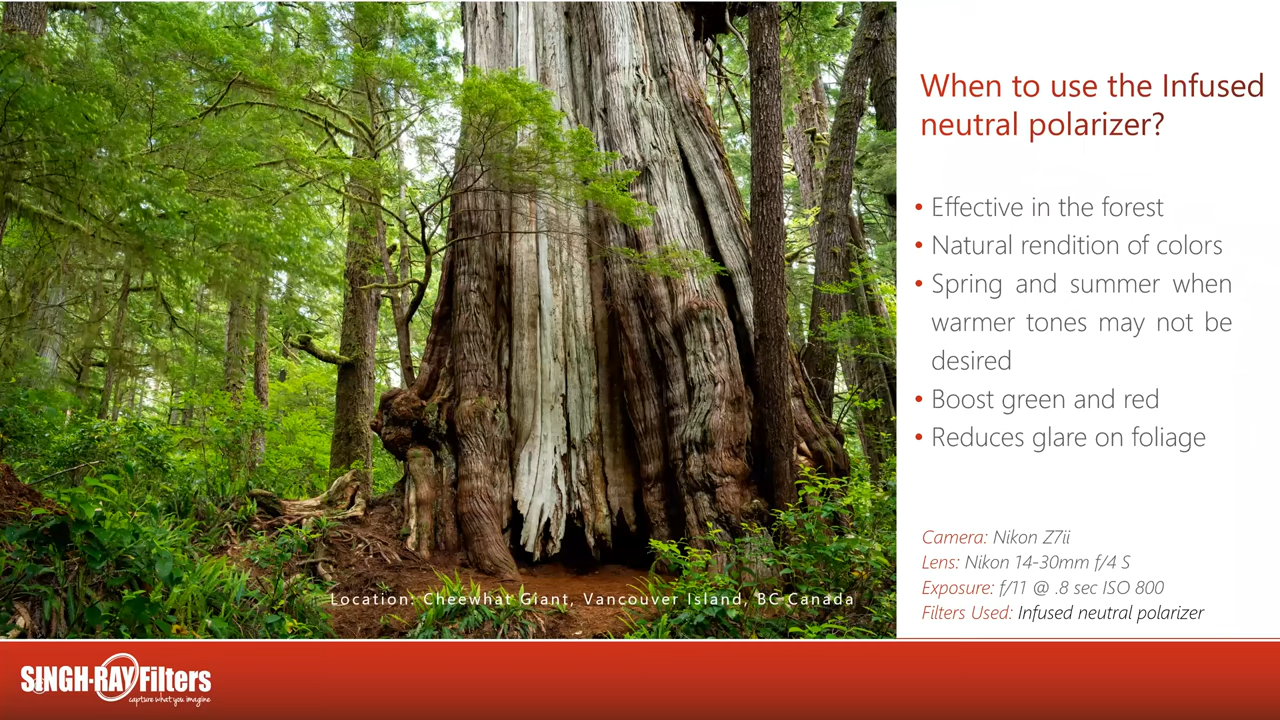 When to use the Infused
neutral polarizer?
• Effective in the forest
• Natural rendition of colors
• Spring and summer when
warmer tones may not be
desired
• Boost green and red
• Reduces glare on foliage
Camera: Nikon Z7ii
Lens: Nikon 14-30mm f/4 S
Exposure: f/11 @ .8 sec ISO 800
Filters Used: Infused neutral polarizer
Location: Cheewhat Giant, Vancouver Island, BC Canada
SINGH-RAY Filters
capture what you imagine